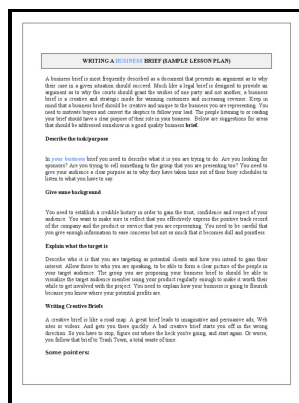 WRITING A BUSINESS BRIEF (SAMPLE LESSON PLAN)
A business brief is most frequently described as a document that presents an argument as to why
their case in a given situation should succeed. Much like a legal brief is designed to provide an
argument as to why the courts should grant the wishes of one party and not another, a business
brief is a creative and strategic made for winning customers and increasing revenue. Keep in
mind that a business brief should be creative and unique to the business you are representing. You
need to motivate buyers and convert the skeptics to follow your lead. The people listening to or reading
your brief should have a clear purpose of their role in your business. Below are suggestions for areas
that should be addressed somehow in a good quality business brief.
Describe the task/purpose
In your business brief you need to describe what it is you are trying to do. Are you looking for
sponsors? Are you trying to sell something to the group that you are presenting too? You need to
give your audience a clear purpose as to why they have taken time out of their busy schedules to
listen to what you have to say.
Give some background
You need to establish a credible history in order to gain the trust, confidence and respect of your
audience. You want to make sure to reflect that you effectively express the positive track record
of the company and the product or service that you are representing. You need to be careful that
you give enough information to ease concerns but not so much that it becomes dull and pointless.
Explain what the target is
Describe who it is that you are targeting as potential clients and how you intend to gain their
interest. Allow those to who you are speaking, to be able to form a clear picture of the people in
your target audience. The group you are proposing your business brief to should be able to
visualize the target audience member using your product regularly enough to make it worth their
while to get involved with the project. You need to explain how your business is going to flourish
because you know where your potential profits are.
Writing Creative Briefs
A creative brief is like a road map. A great brief leads to imaginative and persuasive ads, Web
sites or videos. And gets you there quickly. A bad creative brief starts you off in the wrong
direction. So you have to stop, figure out where the heck you're going, and start again. Or worse,
you follow that brief to Trash Town, a total waste of time.
Some pointers: